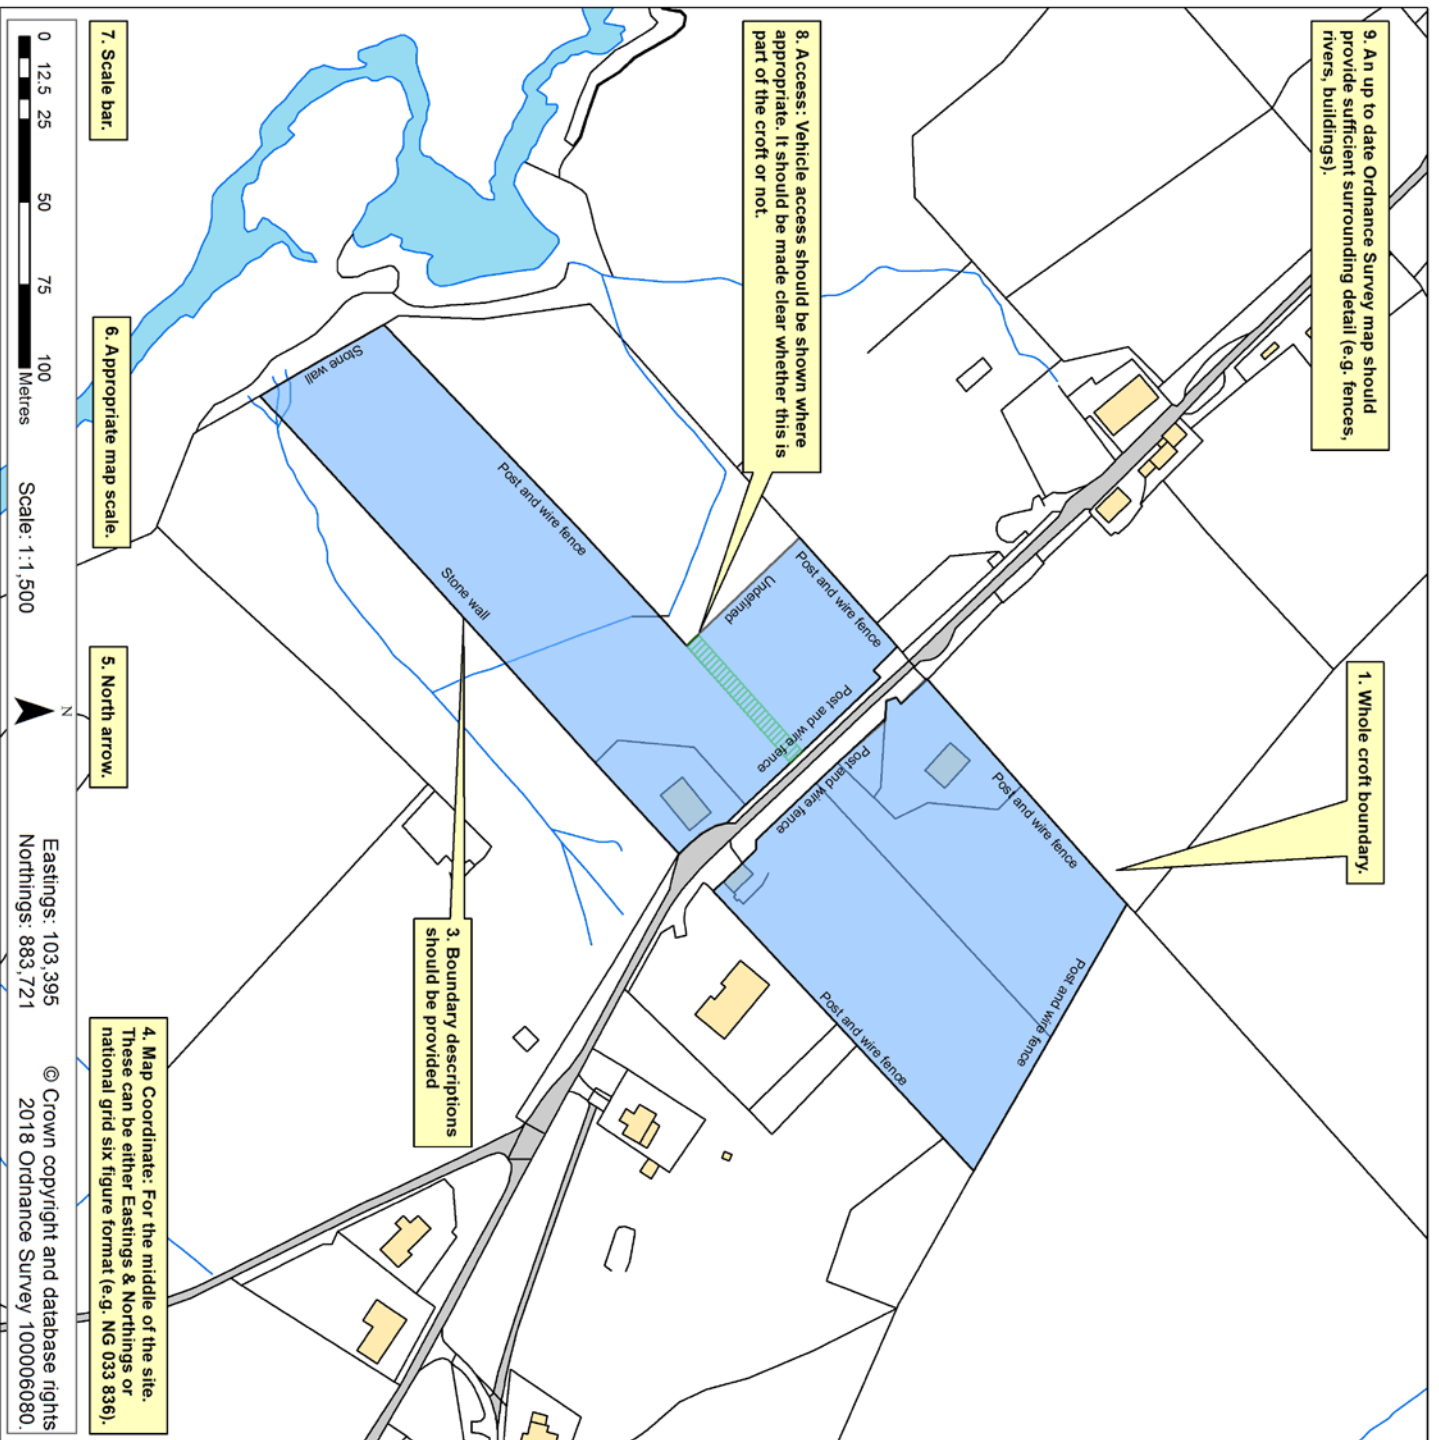 9. An up to date Ordnance Survey map should
provide sufficient surrounding detail (e.g. fences,
rivers, buildings).
1. Whole croft boundary.
8. Access: Vehicle access should be shown where
appropriate. It should be made clear whether this is
part of the croft or not.
Post and wire fence
Post and wire fence
Post and wire fence
Undefined
Post and wire fence
Post and wire fence
Post and wire fence
Post and wire fence
Stone wall
Stone wall
3. Boundary descriptions
should be provided
7. Scale bar.
6. Appropriate map scale.
5. North arrow.
4. Map Coordinate: For the middle of the site.
These can be either Eastings & Northings or
national grid six figure format (e.g. NG 033 836).
0 12.5 25 50 75 100
Metres
Scale: 1:1,500
N
Eastings: 103,395
Northings: 883,721
© Crown copyright and database rights
2018 Ordnance Survey 100006080.